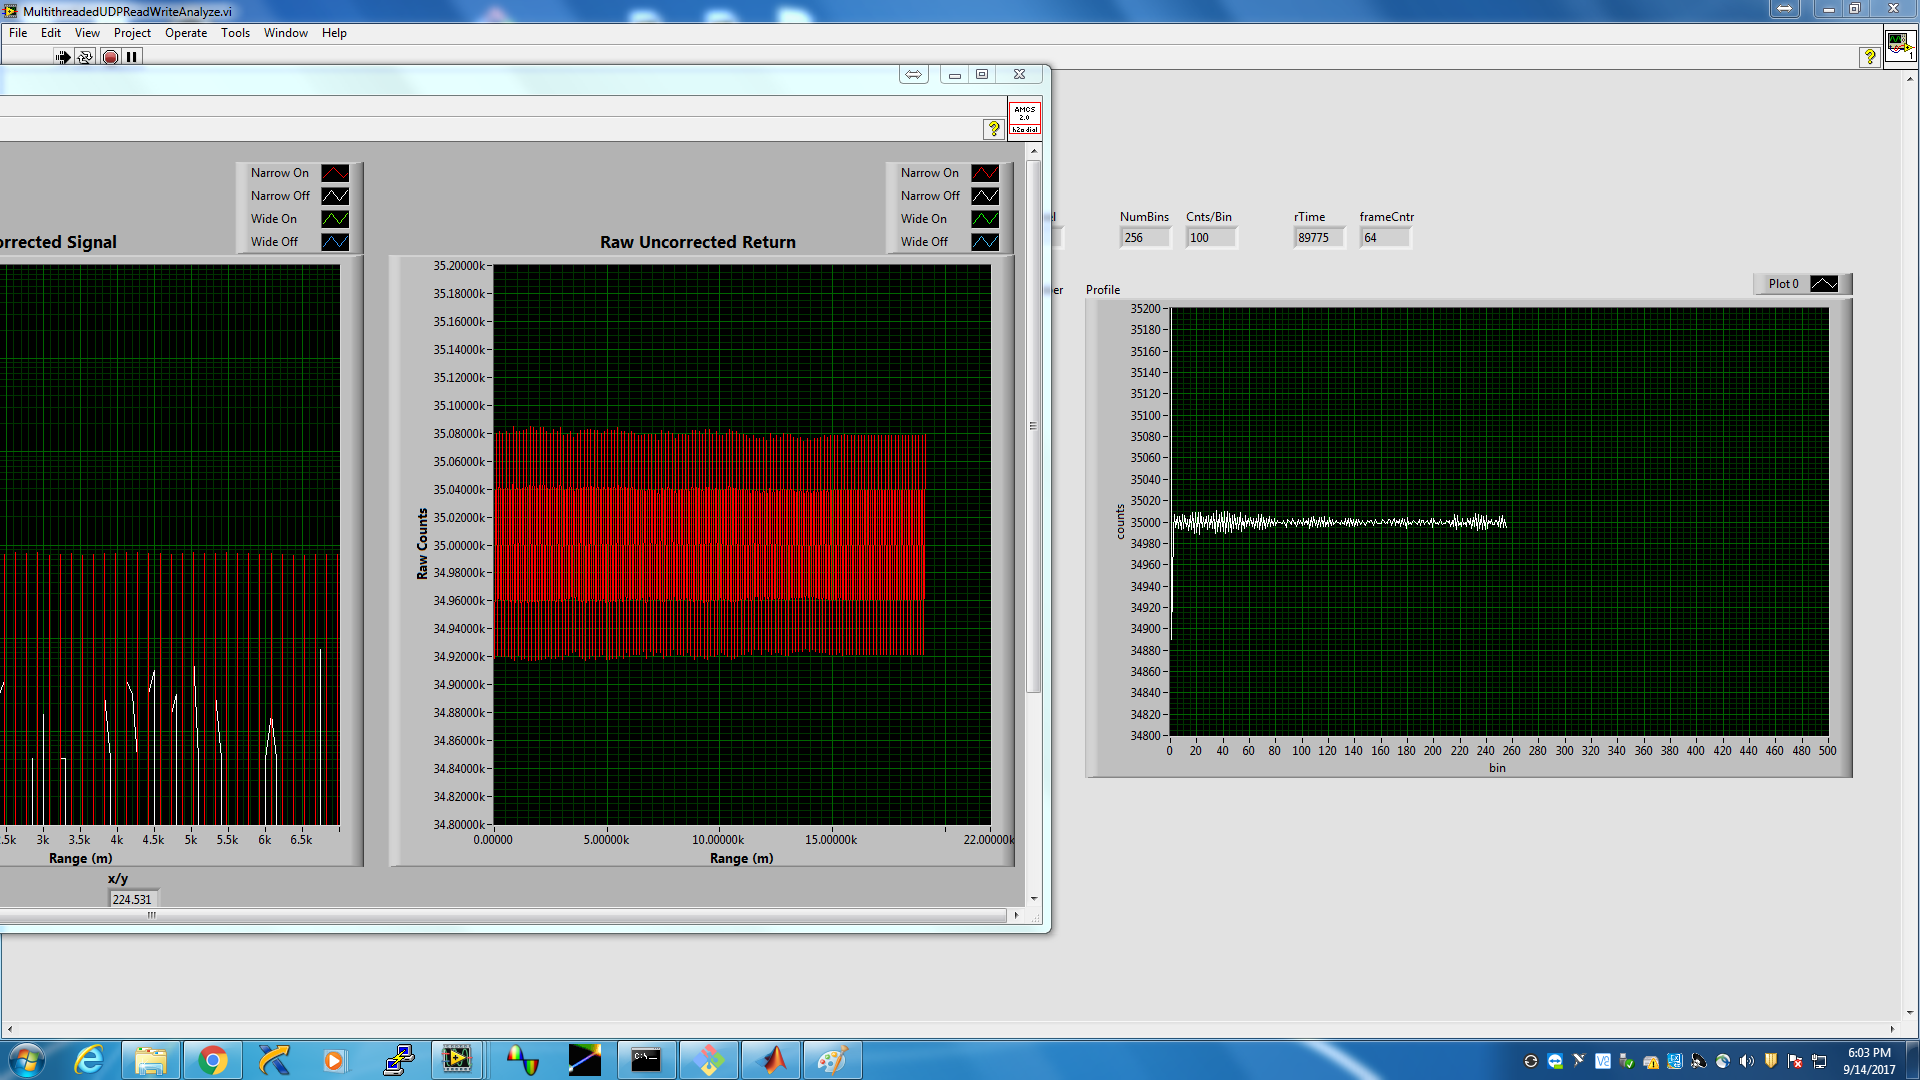 MultithreadedUDPReadWriteAnalyze.vi
File Edit View Project Operate Tools Window Help
AMCS
2.0
h2o dial
Narrow On
Narrow Off
Wide On
Wide Off
orrected Signal
3k 3.5k 4k 4.5k 5k 5.5k 6k 6.5k
Range (m)
x/y
224.531
Narrow On
Narrow Off
Wide On
Wide Off
Raw Uncorrected Return
35.20000k
35.18000k
35.16000k
35.14000k
35.12000k
35.10000k
35.08000k
35.06000k
35.04000k
35.02000k
35.00000k
34.98000k
34.96000k
34.94000k
34.92000k
34.90000k
34.88000k
34.86000k
34.84000k
34.82000k
34.80000k
Raw Counts
0.00000 5.00000k 10.00000k 15.00000k 22.00000k
Range (m)
NumBins Cnts/Bin rTime frameCntr
256 100 89775 64
Profile
Plot 0
35200
35180
35160
35140
35120
35100
35080
35060
35040
35020
35000
34980
34960
34940
34920
34900
34880
34860
34840
34820
34800
counts
0 20 40 60 80 100 120 140 160 180 200 220 240 260 280 300 320 340 360 380 400 420 440 460 480 500
bin
6:03 PM
9/14/2017